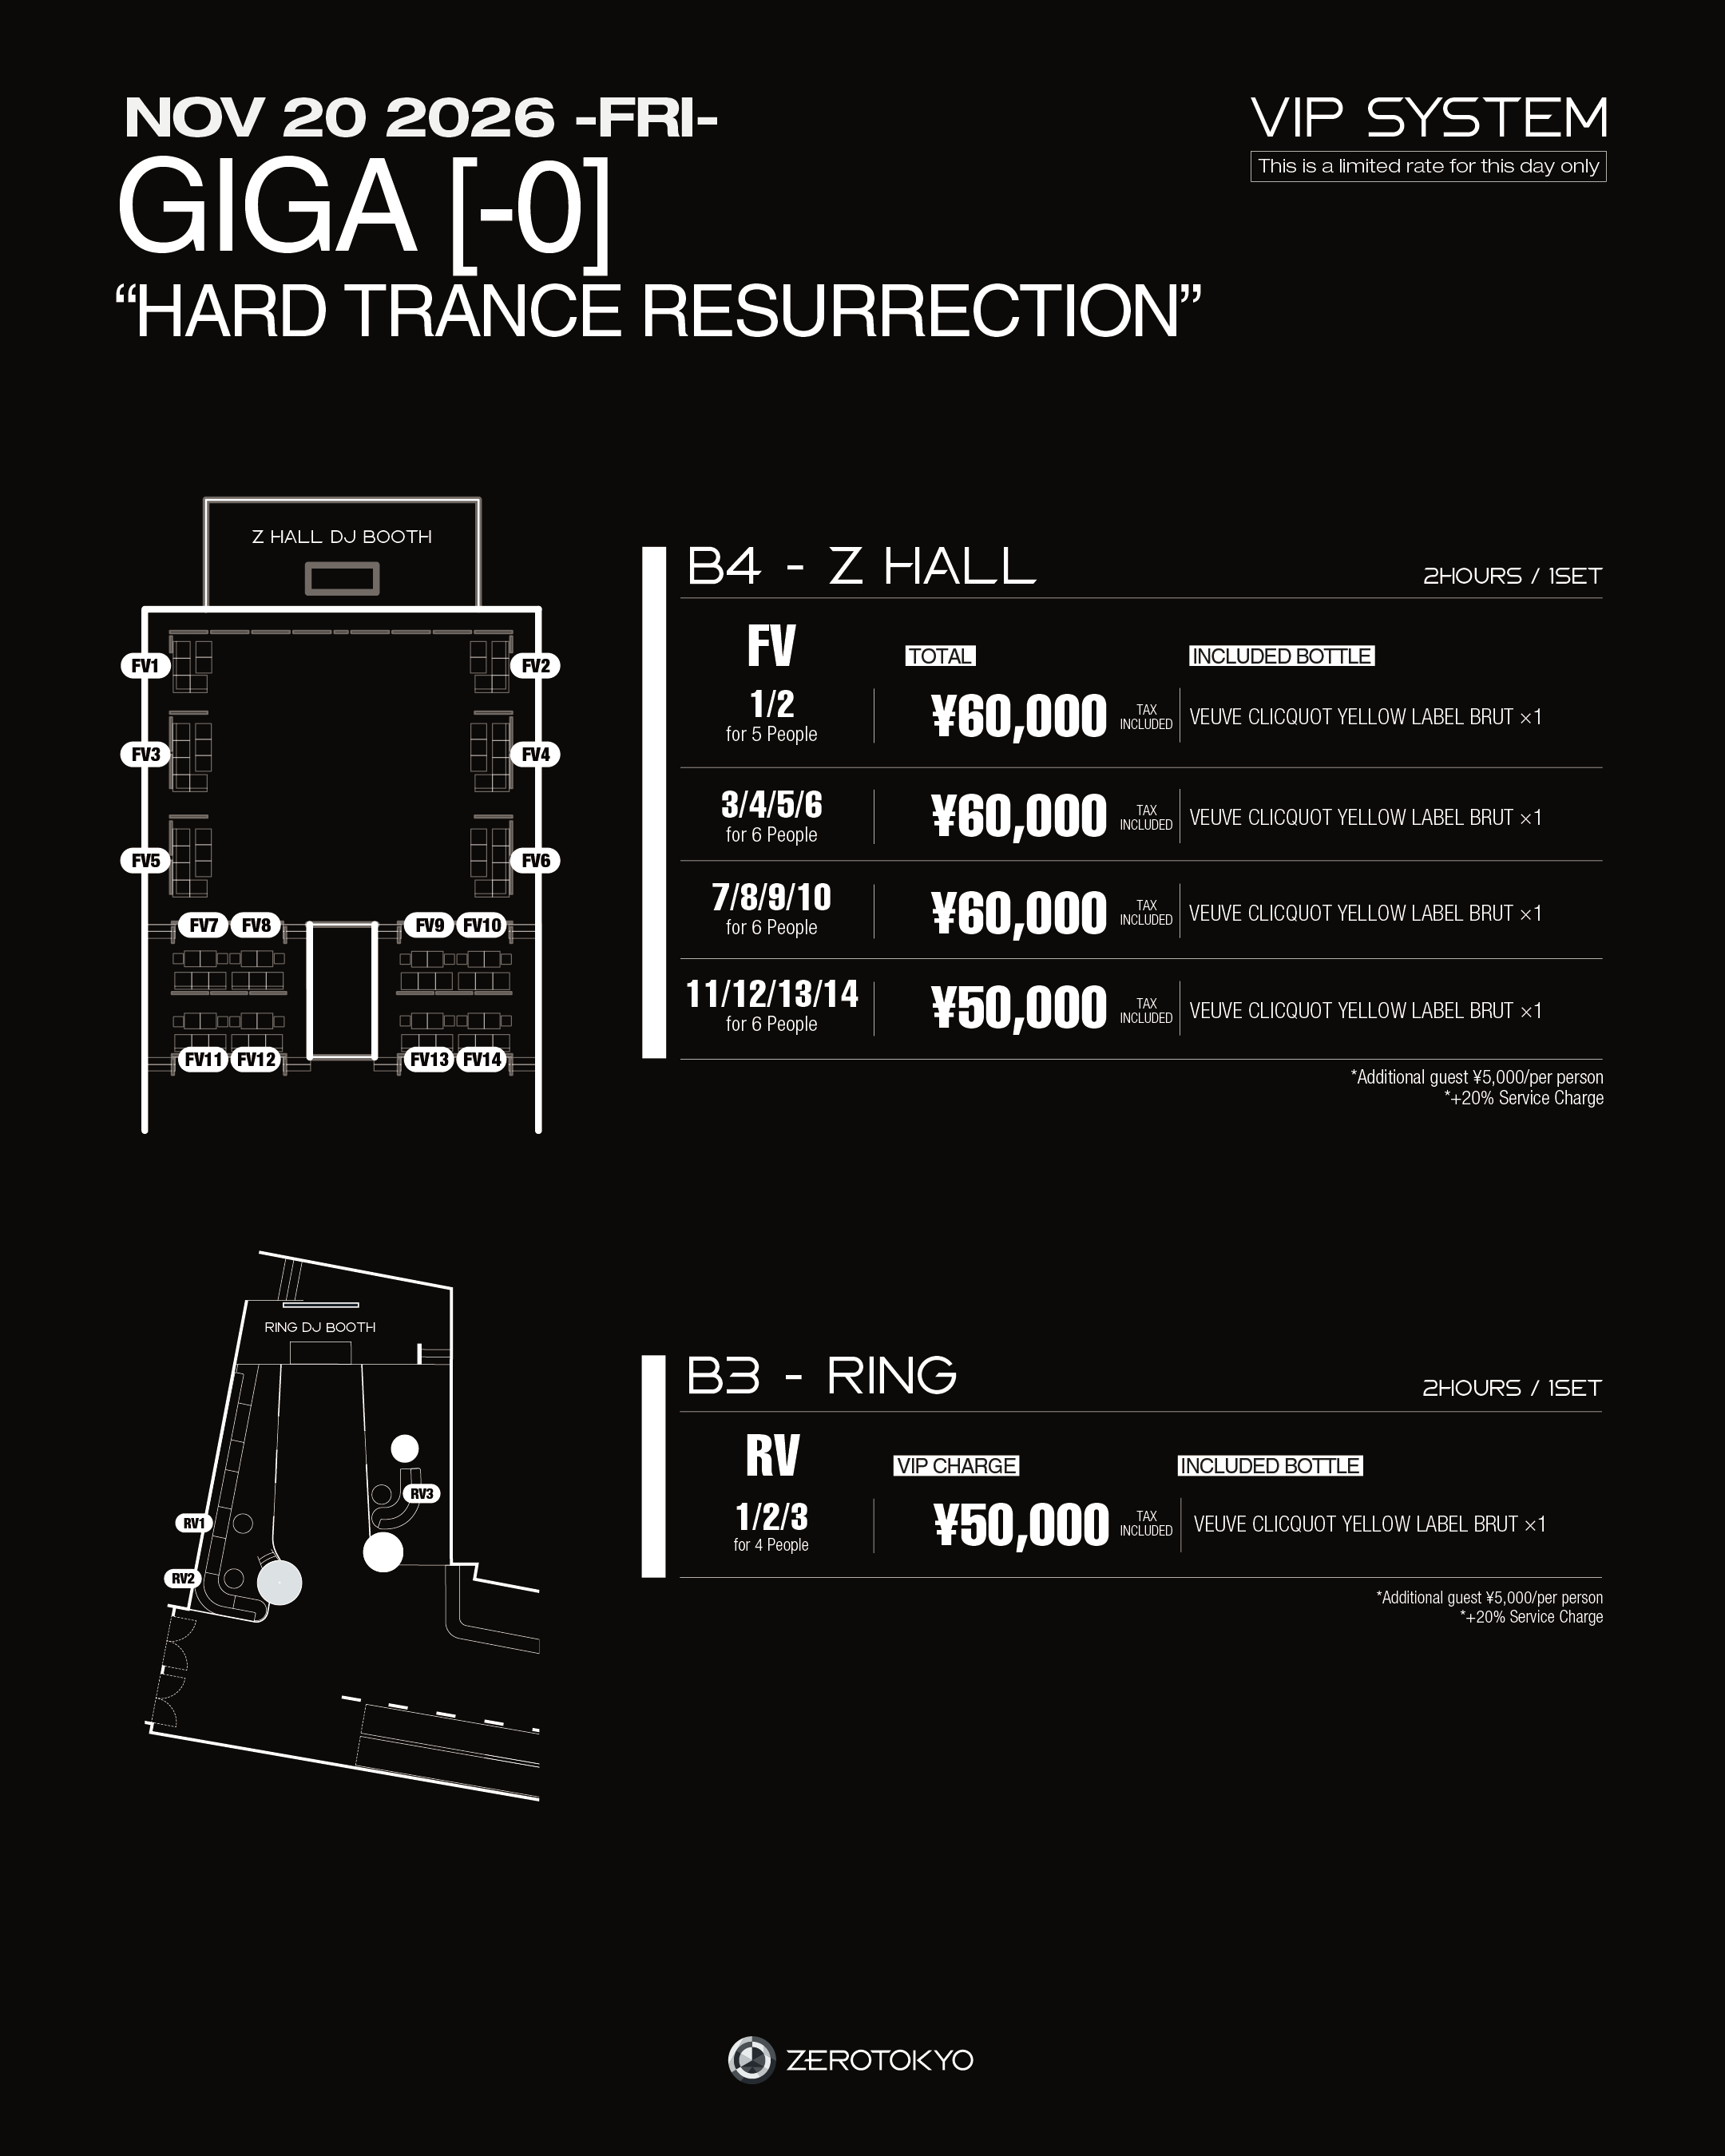 NOV 20 2026 -FRI-
GIGA [-0]
“HARD TRANCE RESURRECTION”
VIP SYSTEM
This is a limited rate for this day only
Z HALL DJ BOOTH
FV1
FV2
FV3
FV4
FV5
FV6
FV7 FV8 FV9 FV10
FV11 FV12 FV13 FV14
B4 - Z HALL
2HOURS / 1SET
FV
TOTAL
INCLUDED BOTTLE
1/2
for 5 People
¥60,000
TAX
INCLUDED
VEUVE CLICQUOT YELLOW LABEL BRUT ×1
3/4/5/6
for 6 People
¥60,000
TAX
INCLUDED
VEUVE CLICQUOT YELLOW LABEL BRUT ×1
7/8/9/10
for 6 People
¥60,000
TAX
INCLUDED
VEUVE CLICQUOT YELLOW LABEL BRUT ×1
11/12/13/14
for 6 People
¥50,000
TAX
INCLUDED
VEUVE CLICQUOT YELLOW LABEL BRUT ×1
*Additional guest ¥5,000/per person
*+20% Service Charge
RING DJ BOOTH
RV3
RV1
RV2
B3 - RING
2HOURS / 1SET
RV
VIP CHARGE
INCLUDED BOTTLE
1/2/3
for 4 People
¥50,000
TAX
INCLUDED
VEUVE CLICQUOT YELLOW LABEL BRUT ×1
*Additional guest ¥5,000/per person
*+20% Service Charge
ZEROTOKYO